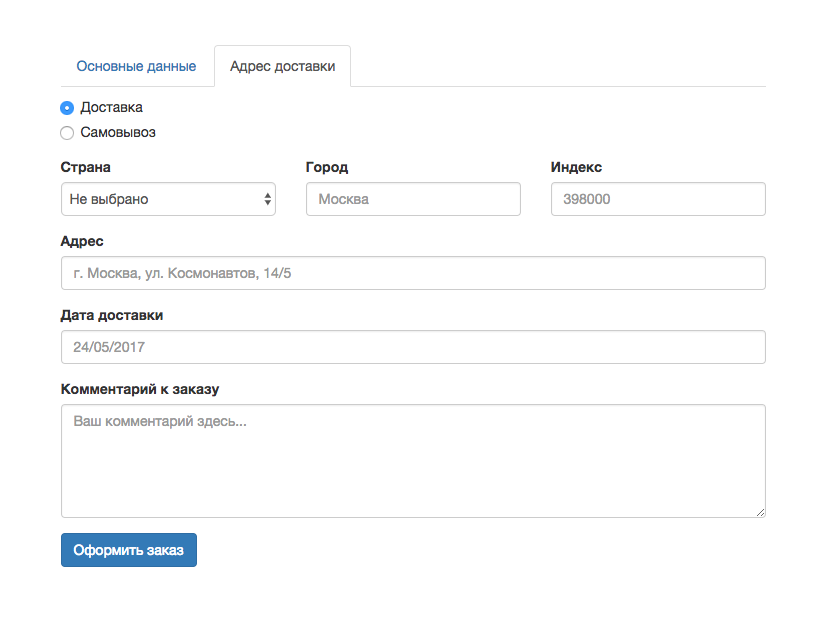 Основные данные Адрес доставки
Доставка
Самовывоз
Страна Город Индекс
Не выбрано Москва 398000
Адрес
г. Москва, ул. Космонавтов, 14/5
Дата доставки
24/05/2017
Комментарий к заказу
Ваш комментарий здесь...
Оформить заказ